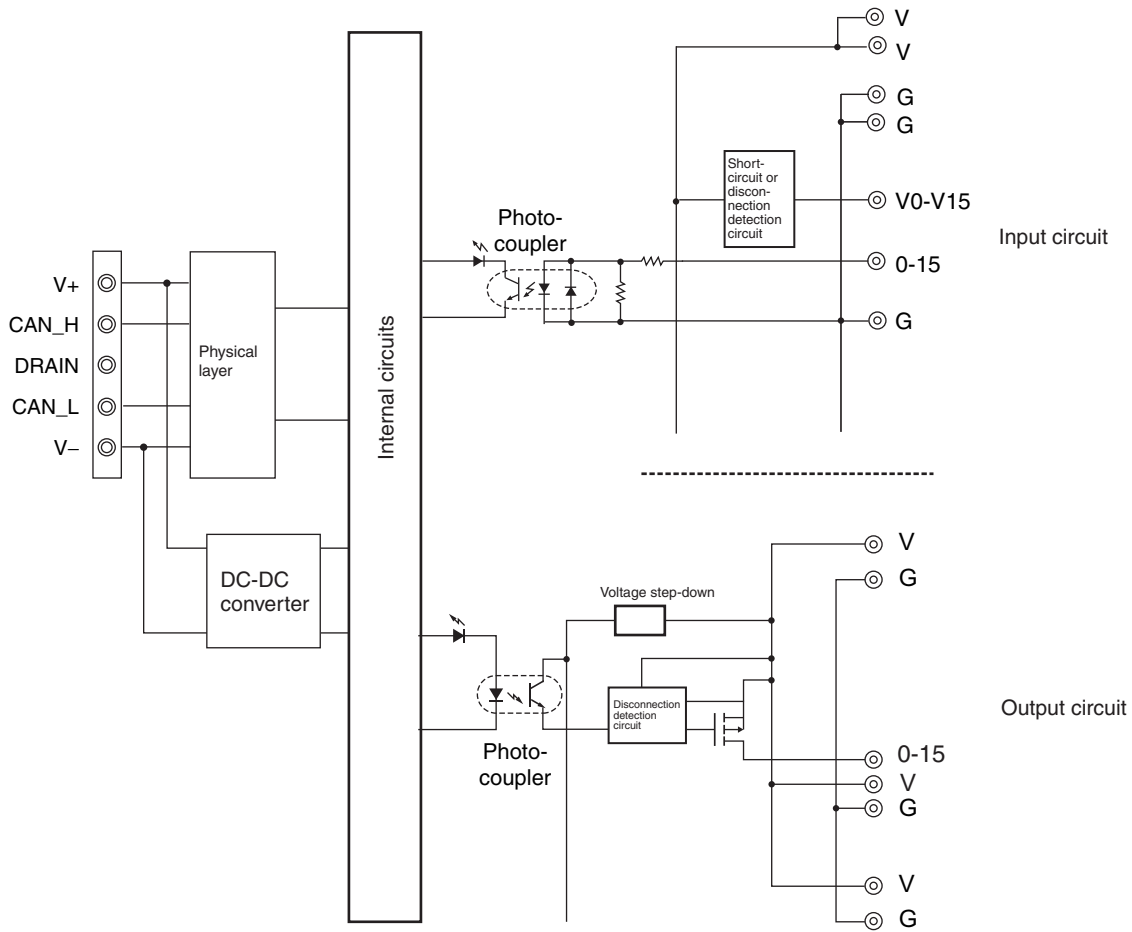 V
V
G
G
Short-
circuit or
discon-
nection
detection
circuit
V0-V15
Photo-
coupler
Input circuit
0-15
G
V+
CAN_H
DRAIN
CAN_L
V–
Physical
layer
Internal circuits
DC-DC
converter
V
G
Voltage step-down
Disconnection
detection
circuit
Output circuit
Photo-
coupler
0-15
V
G
V
G